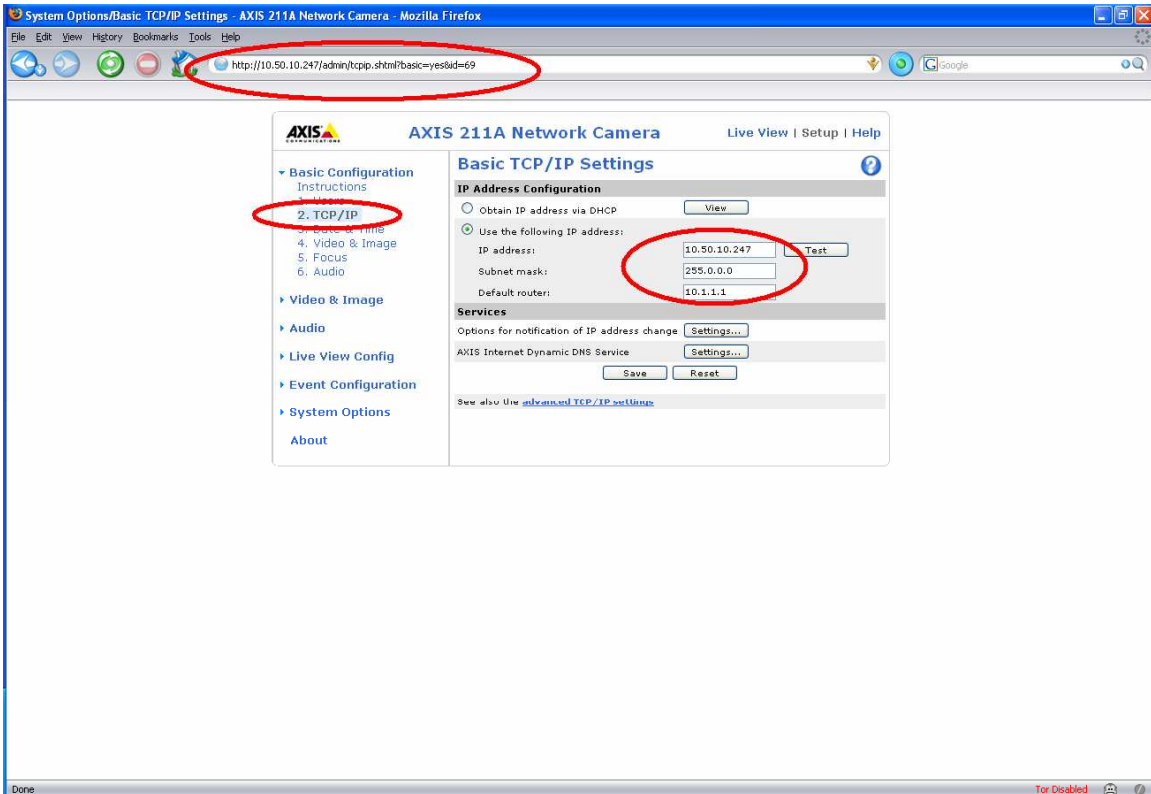 System Options/Basic TCP/IP Settings - AXIS 211A Network Camera - Mozilla Firefox
File Edit View History Bookmarks Tools Help
http://10.50.10.247/admin/tcpip.shtml?basic=yes&id=69
G Google
AXIS COMMUNICATIONS
AXIS 211A Network Camera
Live View | Setup | Help
Basic Configuration
Instructions
1. Users
2. TCP/IP
3. Date & Time
4. Video & Image
5. Focus
6. Audio
Video & Image
Audio
Live View Config
Event Configuration
System Options
About
Basic TCP/IP Settings
?
IP Address Configuration
Obtain IP address via DHCP View
Use the following IP address:
IP address: 10.50.10.247 Test
Subnet mask: 255.0.0.0
Default router: 10.1.1.1
Services
Options for notification of IP address change Settings...
AXIS Internet Dynamic DNS Service Settings...
Save Reset
See also the advanced TCP/IP settings
Done
Tor Disabled